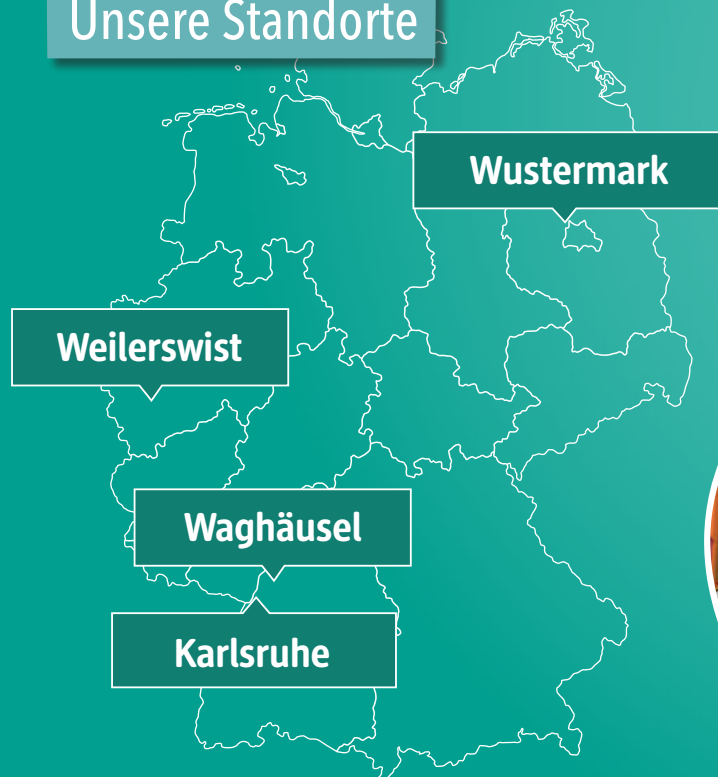 Unsere Standorte
Wustermark
Weilerswist
Waghäusel
Karlsruhe